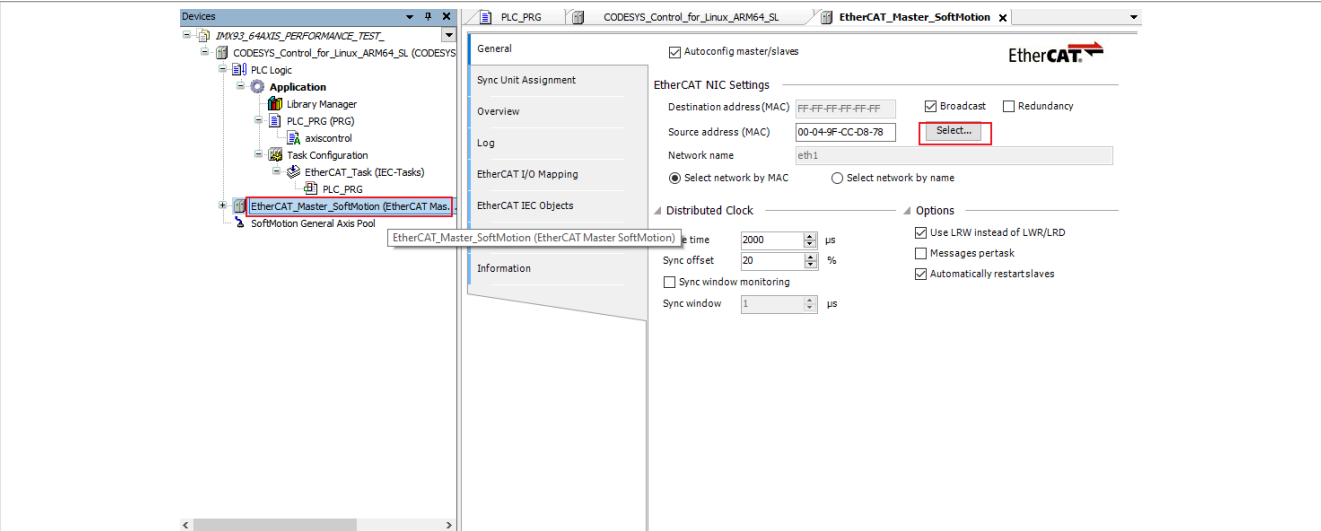 Devices
IMX93_64AXIS_PERFORMANCE_TEST_
CODESYS_Control_for_Linux_ARM64_SL (CODESYS
PLC Logic
Application
Library Manager
PLC_PRG (PRG)
axiscontrol
Task Configuration
EtherCAT_Task (IEC-Tasks)
PLC_PRG
EtherCAT_Master_SoftMotion (EtherCAT Mas...
SoftMotion General Axis Pool
EtherCAT_Master_SoftMotion (EtherCAT Master SoftMotion)
PLC_PRG
CODESYS_Control_for_Linux_ARM64_SL
EtherCAT_Master_SoftMotion
General
Sync Unit Assignment
Overview
Log
EtherCAT I/O Mapping
EtherCAT IEC Objects
Information
Autoconfig master/slaves
EtherCAT
EtherCAT NIC Settings
Destination address (MAC) FF-FF-FF-FF-FF-FF Broadcast Redundancy
Source address (MAC) 00-04-9F-CC-D8-78 Select...
Network name eth1
Select network by MAC Select network by name
Distributed Clock
time 2000 µs
Sync offset 20 %
Sync window monitoring
Sync window 1 µs
Options
Use LRW instead of LWR/LRD
Messages per task
Automatically restart slaves